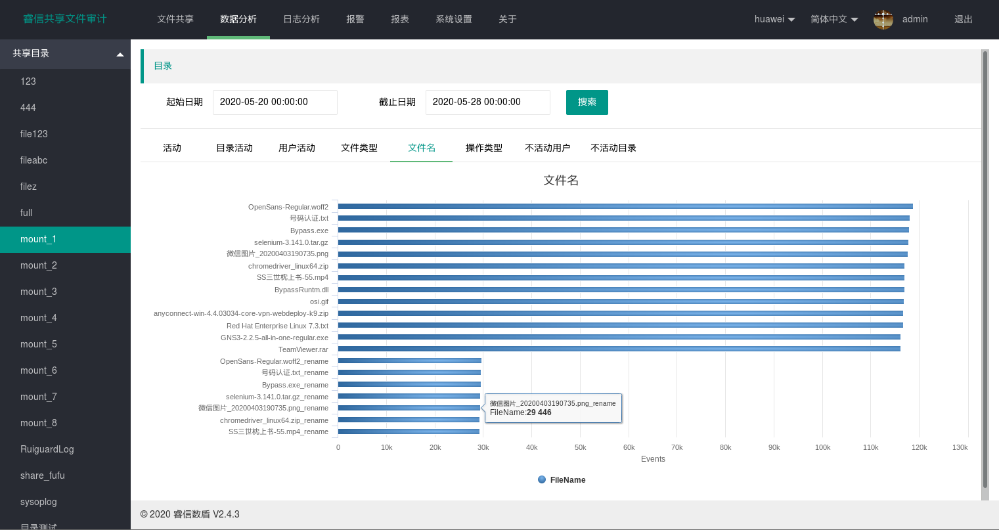 睿信共享文件审计
文件共享 数据分析 日志分析 报警 报表 系统设置 关于
huawei 简体中文 admin 退出
共享目录
123
444
file123
fileabc
filez
full
mount_1
mount_2
mount_3
mount_4
mount_5
mount_6
mount_7
mount_8
RuiguardLog
share_fufu
sysoplog
目录测试
目录
起始日期 2020-05-20 00:00:00 截止日期 2020-05-28 00:00:00 搜索
活动 目录活动 用户活动 文件类型 文件名 操作类型 不活动用户 不活动目录
文件名
OpenSans-Regular.woff2
号码认证.txt
Bypass.exe
selenium-3.141.0.tar.gz
微信图片_20200403190735.png
chromedriver_linux64.zip
SS三世枕上书-55.mp4
BypassRuntm.dll
osi.gif
anyconnect-win-4.4.03034-core-vpn-webdeploy-k9.zip
Red Hat Enterprise Linux 7.3.txt
GNS3-2.2.5-all-in-one-regular.exe
TeamViewer.rar
OpenSans-Regular.woff2_rename
号码认证.txt_rename
Bypass.exe_rename
selenium-3.141.0.tar.gz_rename
微信图片_20200403190735.png_rename
chromedriver_linux64.zip_rename
SS三世枕上书-55.mp4_rename
微信图片_20200403190735.png_rename
FileName:29 446
0 10k 20k 30k 40k 50k 60k 70k 80k 90k 100k 110k 120k 130k
Events
FileName
© 2020 睿信数盾 V2.4.3